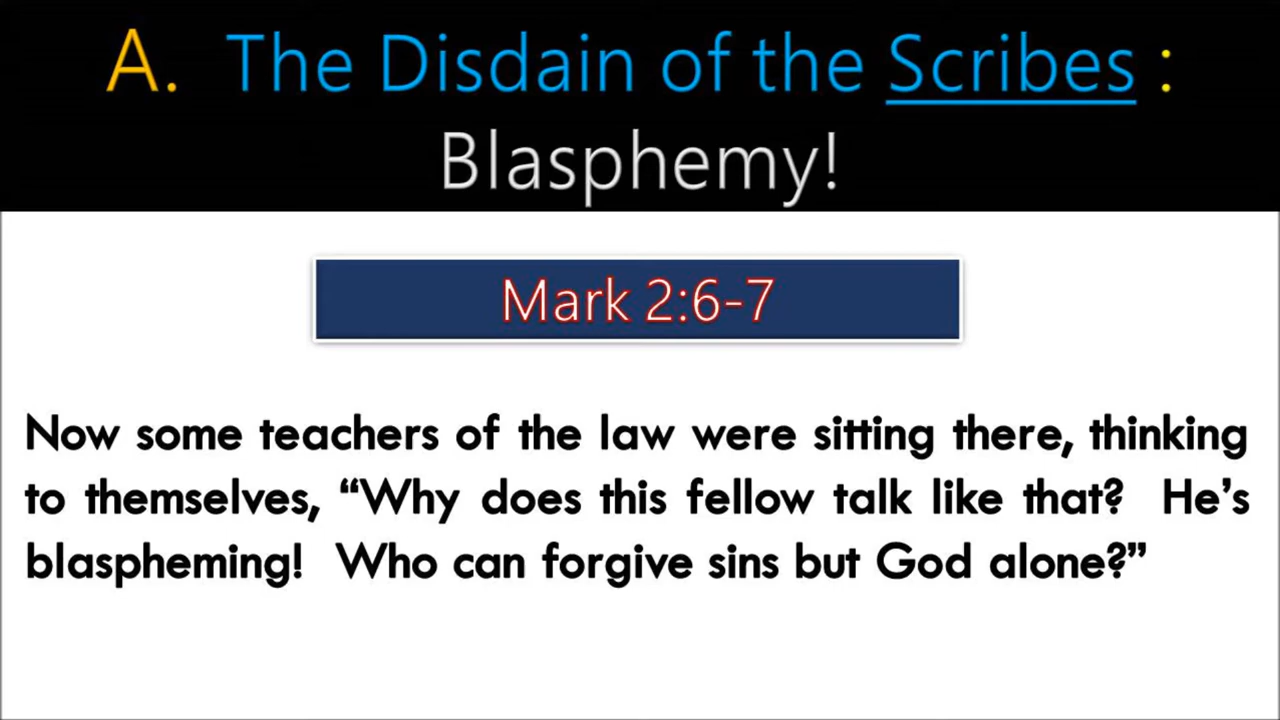 A. The Disdain of the Scribes :
Blasphemy!
Mark 2:6-7
Now some teachers of the law were sitting there, thinking
to themselves, “Why does this fellow talk like that? He’s
blaspheming! Who can forgive sins but God alone?”